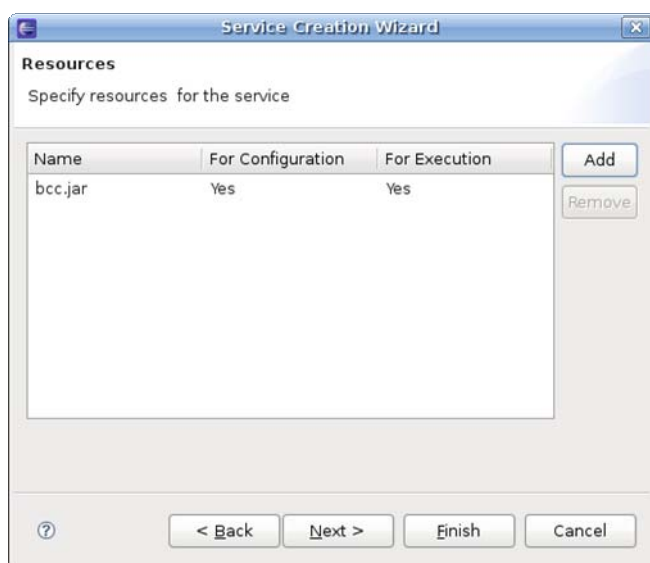 Service Creation Wizard
Resources
Specify resources for the service
Name For Configuration For Execution
bcc.jar Yes Yes
Add
Remove
? < Back Next > Finish Cancel